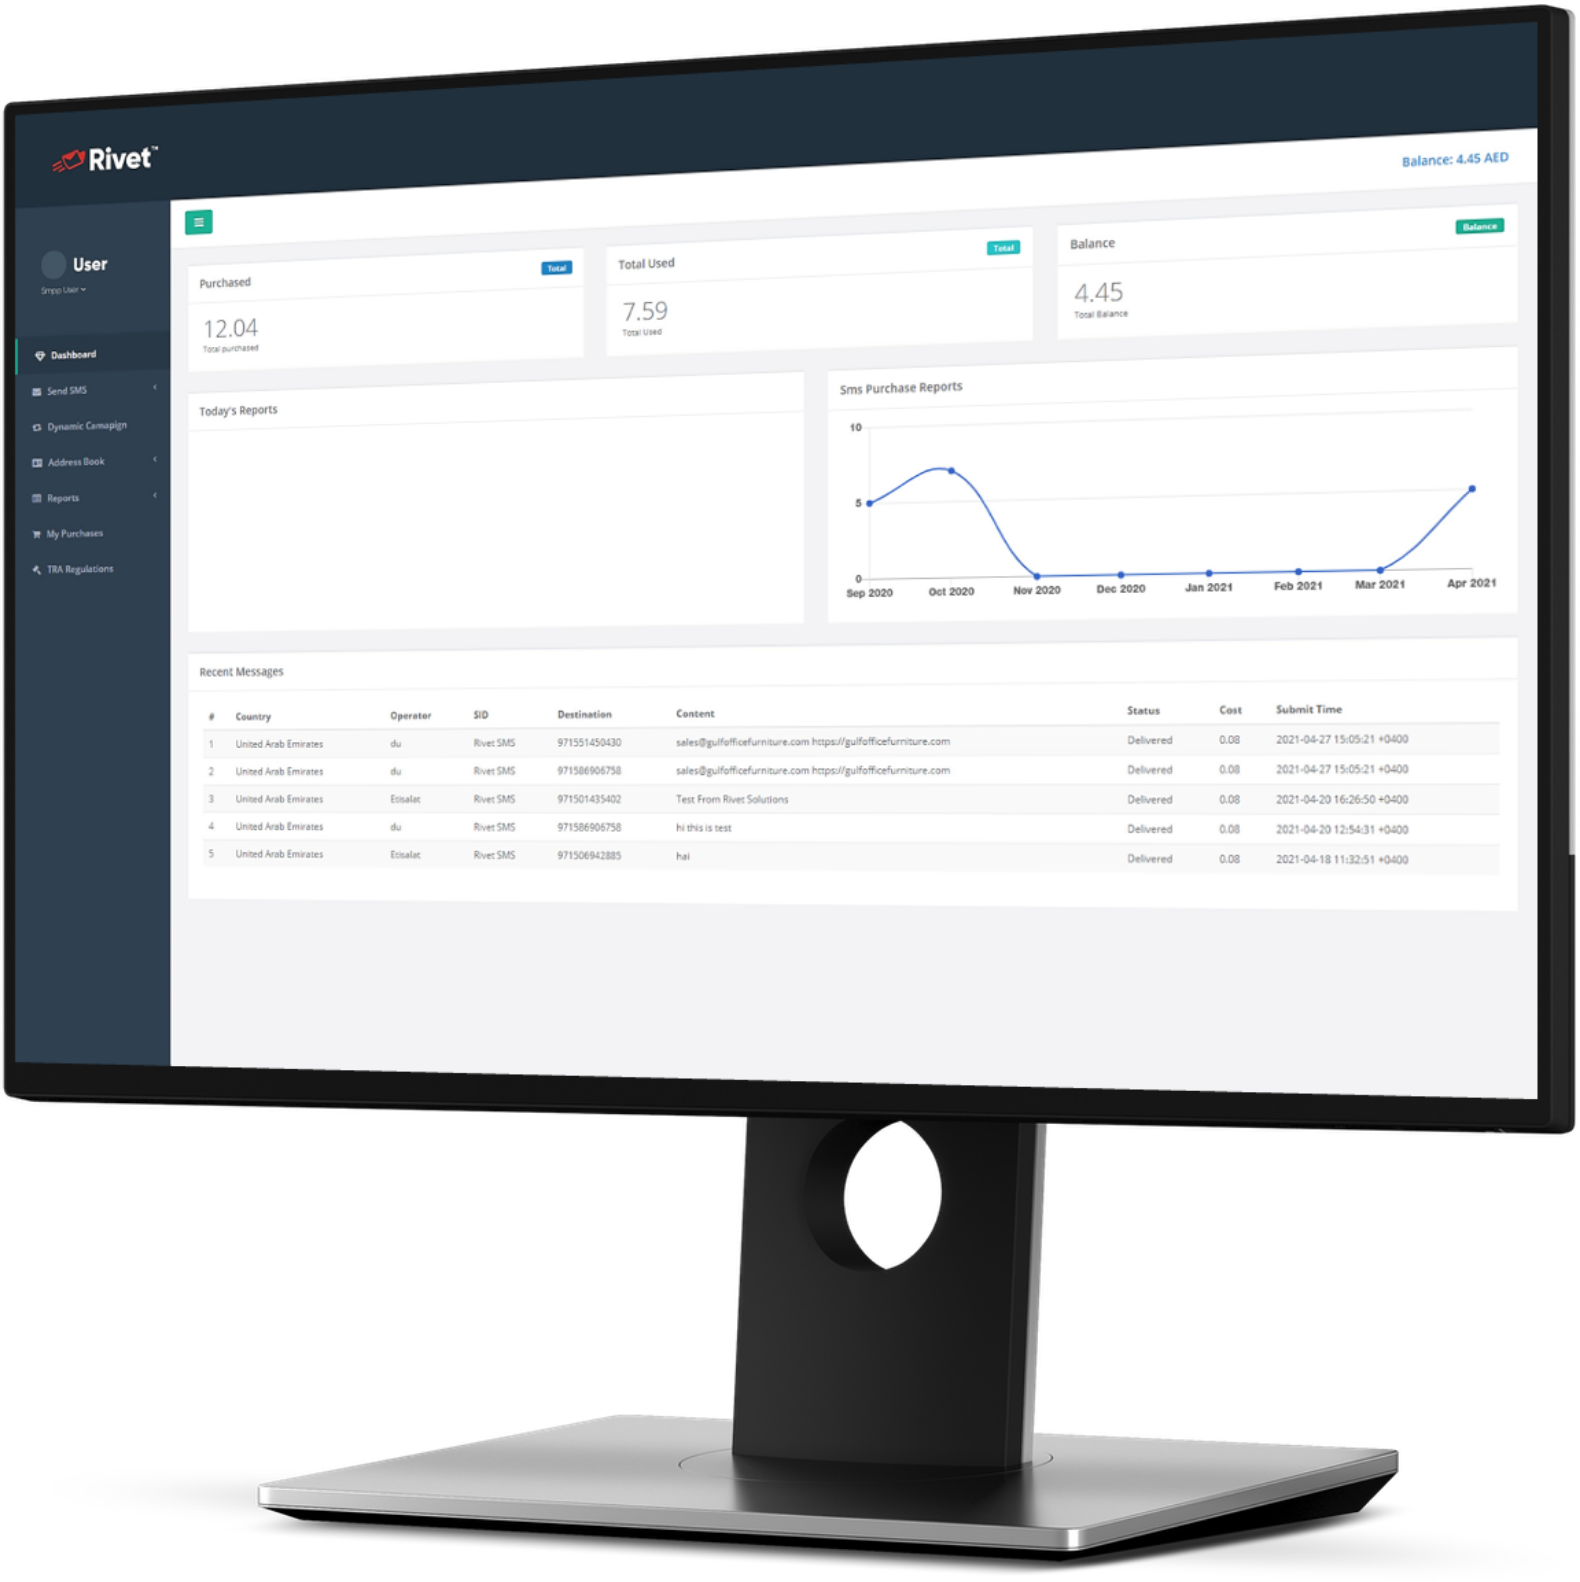 Rivet™
Balance: 4.45 AED
User
Smpp User
Dashboard
Send SMS
Dynamic Camapign
Address Book
Reports
My Purchases
TRA Regulations
Purchased Total
12.04
Total purchased
Total Used Total
7.59
Total Used
Balance Balance
4.45
Total Balance
Today's Reports
Sms Purchase Reports
10
5
0
Sep 2020 Oct 2020 Nov 2020 Dec 2020 Jan 2021 Feb 2021 Mar 2021 Apr 2021
Recent Messages
# Country Operator SID Destination Content Status Cost Submit Time
1 United Arab Emirates du Rivet SMS 971551450430 sales@gulfofficefurniture.com https://gulfofficefurniture.com Delivered 0.08 2021-04-27 15:05:21 +0400
2 United Arab Emirates du Rivet SMS 971586906758 sales@gulfofficefurniture.com https://gulfofficefurniture.com Delivered 0.08 2021-04-27 15:05:21 +0400
3 United Arab Emirates Etisalat Rivet SMS 971501435402 Test From Rivet Solutions Delivered 0.08 2021-04-20 16:26:50 +0400
4 United Arab Emirates du Rivet SMS 971586906758 hi this is test Delivered 0.08 2021-04-20 12:54:31 +0400
5 United Arab Emirates Etisalat Rivet SMS 971506942885 hai Delivered 0.08 2021-04-18 11:32:51 +0400